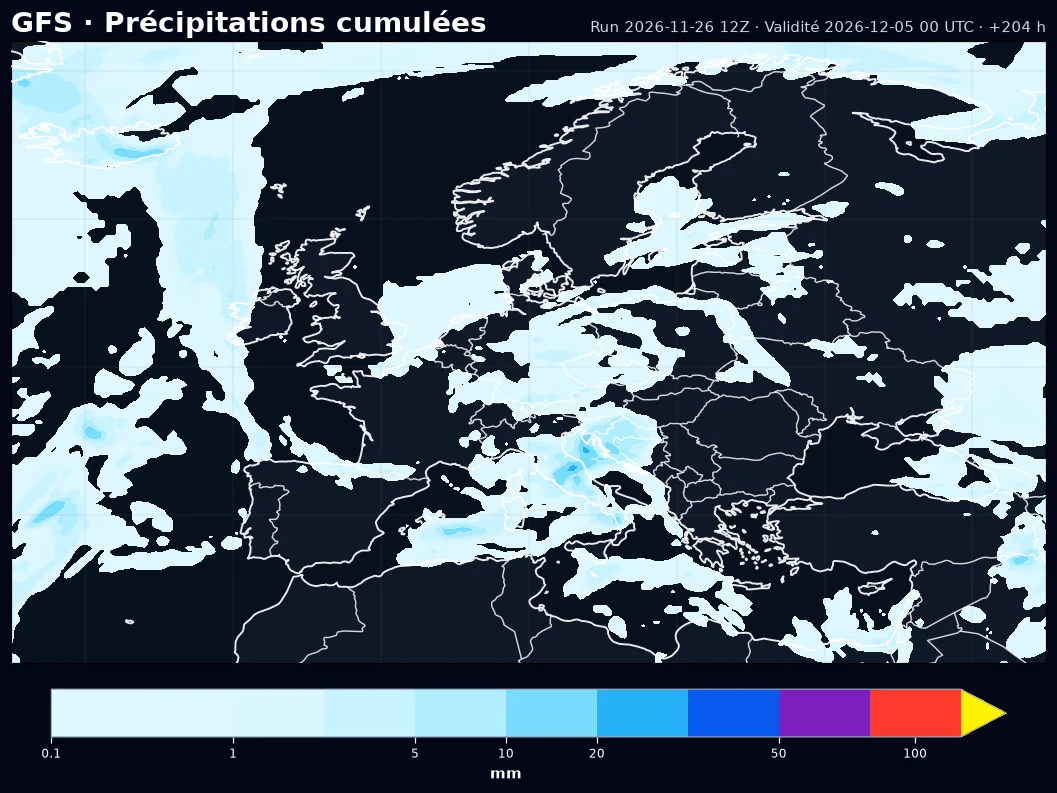 GFS · Précipitations cumulées
Run 2026-11-26 12Z · Validité 2026-12-05 00 UTC · +204 h
0.1 1 5 10 20 50 100
mm